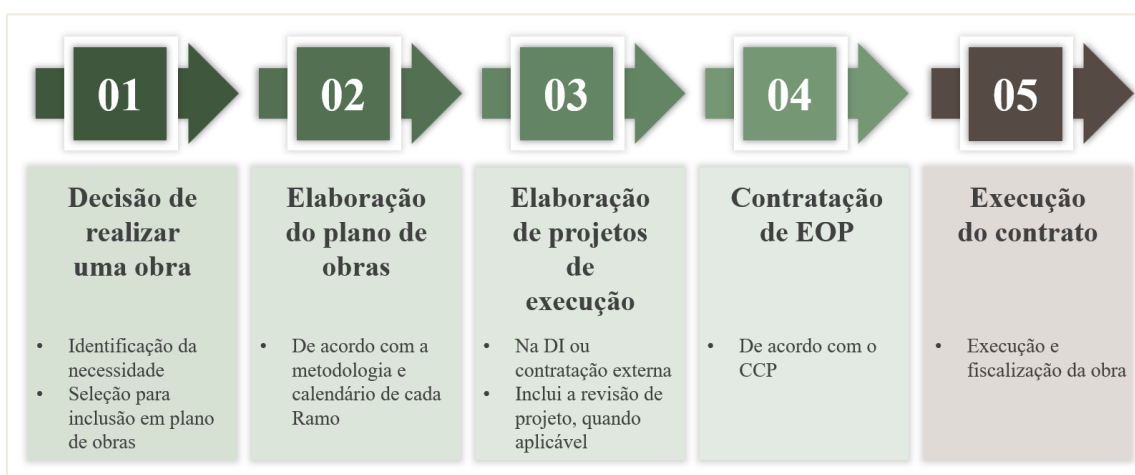 01
02
03
04
05
Decisão de
realizar
uma obra
• Identificação da
necessidade
• Seleção para
inclusão em plano
de obras
Elaboração
do plano de
obras
• De acordo com a
metodologia e
calendário de cada
Ramo
Elaboração
de projetos
de
execução
• Na DI ou
contratação externa
• Inclui a revisão de
projeto, quando
aplicável
Contratação
de EOP
• De acordo com o
CCP
Execução
do contrato
• Execução e
fiscalização da obra